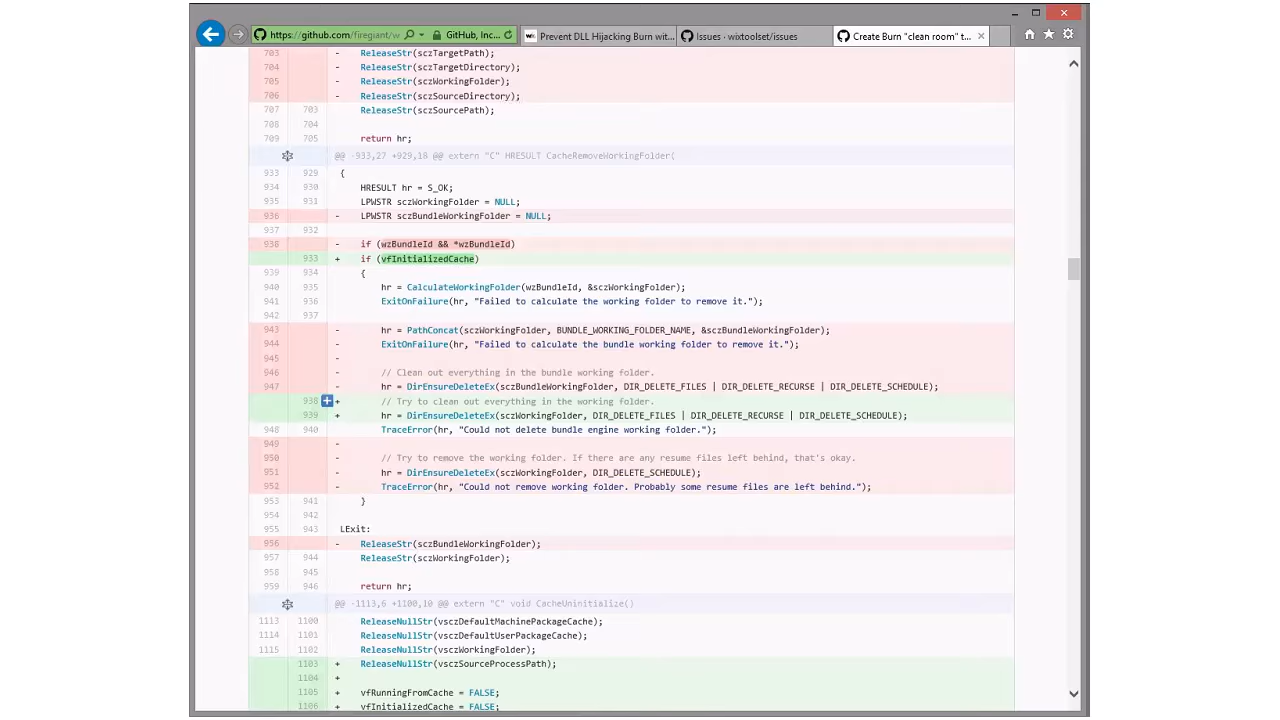 https://github.com/firegiant/w GitHub, Inc... Prevent DLL Hijacking Burn wit... Issues · wixtoolset/issues Create Burn "clean room" t...
703 - ReleaseStr(sczTargetPath);
704 - ReleaseStr(sczTargetDirectory);
705 - ReleaseStr(sczWorkingFolder);
706 - ReleaseStr(sczSourceDirectory);
707 703 ReleaseStr(sczSourcePath);
708 704
709 705 return hr;
@@ -933,27 +929,18 @@ extern "C" HRESULT CacheRemoveWorkingFolder(
933 929 {
934 930 HRESULT hr = S_OK;
935 931 LPWSTR sczWorkingFolder = NULL;
936 - LPWSTR sczBundleWorkingFolder = NULL;
937 932
938 - if (wzBundleId && *wzBundleId)
933 + if (vfInitializedCache)
939 934 {
940 935 hr = CalculateWorkingFolder(wzBundleId, &sczWorkingFolder);
941 936 ExitOnFailure(hr, "Failed to calculate the working folder to remove it.");
942 937
943 - hr = PathConcat(sczWorkingFolder, BUNDLE_WORKING_FOLDER_NAME, &sczBundleWorkingFolder);
944 - ExitOnFailure(hr, "Failed to calculate the bundle working folder to remove it.");
945 -
946 - // Clean out everything in the bundle working folder.
947 - hr = DirEnsureDeleteEx(sczBundleWorkingFolder, DIR_DELETE_FILES | DIR_DELETE_RECURSE | DIR_DELETE_SCHEDULE);
938 + // Try to clean out everything in the working folder.
939 + hr = DirEnsureDeleteEx(sczWorkingFolder, DIR_DELETE_FILES | DIR_DELETE_RECURSE | DIR_DELETE_SCHEDULE);
948 940 TraceError(hr, "Could not delete bundle engine working folder.");
949 -
950 - // Try to remove the working folder. If there are any resume files left behind, that's okay.
951 - hr = DirEnsureDeleteEx(sczWorkingFolder, DIR_DELETE_SCHEDULE);
952 - TraceError(hr, "Could not remove working folder. Probably some resume files are left behind.");
953 941 }
954 942
955 943 LExit:
956 - ReleaseStr(sczBundleWorkingFolder);
957 944 ReleaseStr(sczWorkingFolder);
958 945
959 946 return hr;
@@ -1113,6 +1100,10 @@ extern "C" void CacheUninitialize()
1113 1100 ReleaseNullStr(vsczDefaultMachinePackageCache);
1114 1101 ReleaseNullStr(vsczDefaultUserPackageCache);
1115 1102 ReleaseNullStr(vsczWorkingFolder);
1103 + ReleaseNullStr(vsczSourceProcessPath);
1104 +
1105 + vfRunningFromCache = FALSE;
1106 + vfInitializedCache = FALSE;